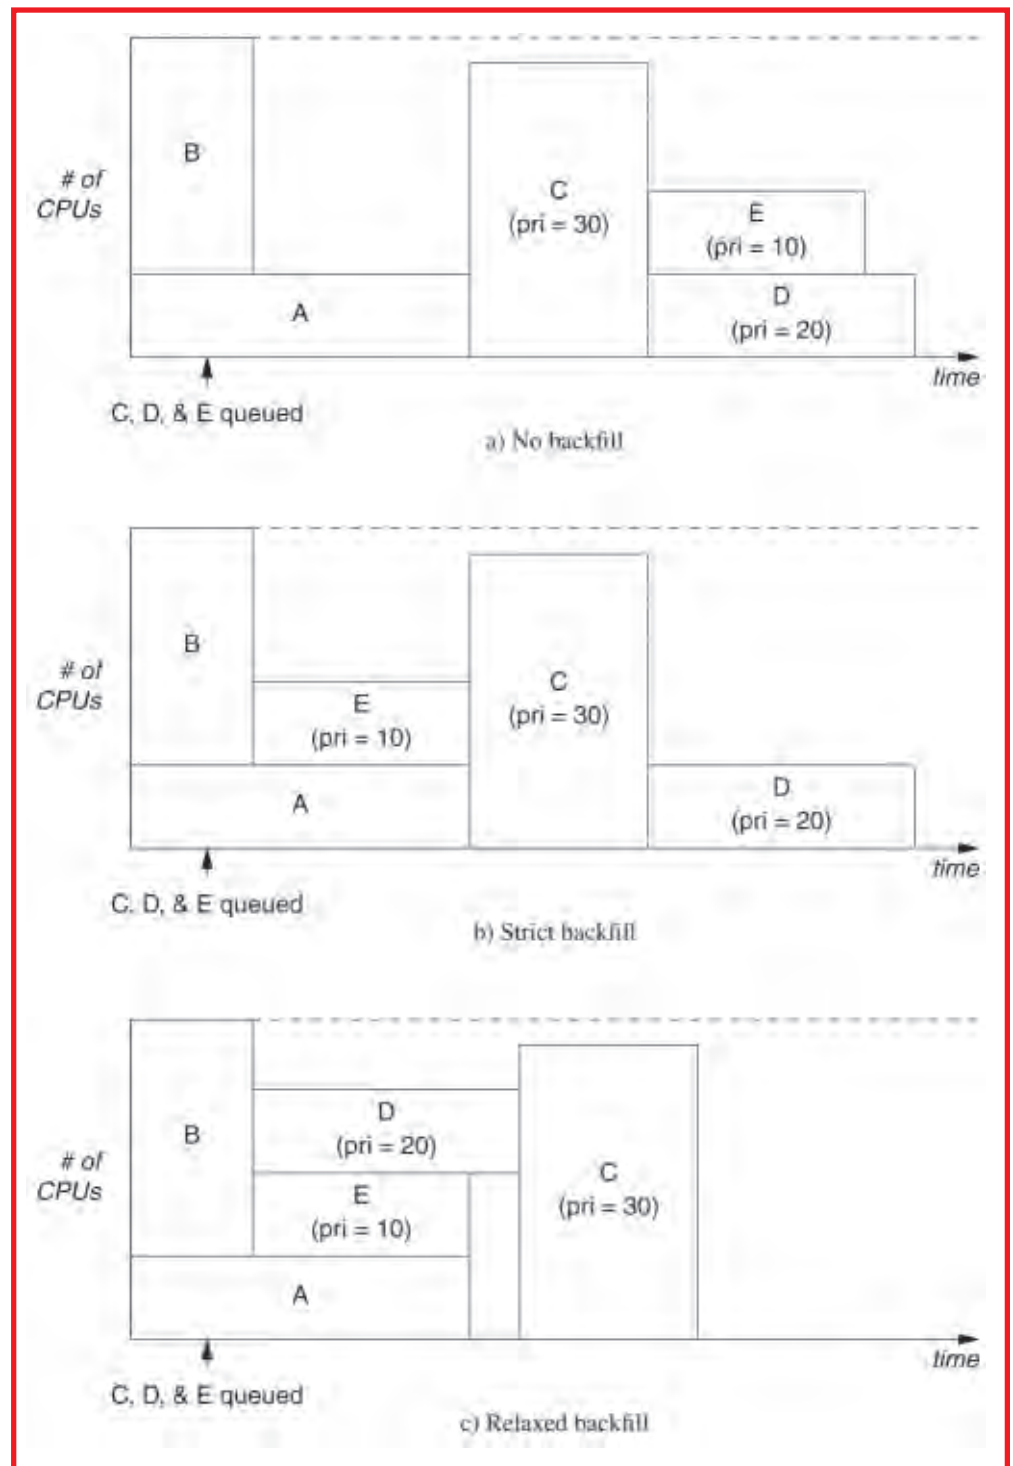 B
# of
CPUs
C
(pri = 30)
E
(pri = 10)
D
(pri = 20)
A
time
C, D, & E queued
a) No backfill
B
# of
CPUs
E
(pri = 10)
C
(pri = 30)
A
D
(pri = 20)
time
C, D, & E queued
b) Strict backfill
B
D
(pri = 20)
# of
CPUs
E
(pri = 10)
C
(pri = 30)
A
time
C, D, & E queued
c) Relaxed backfill